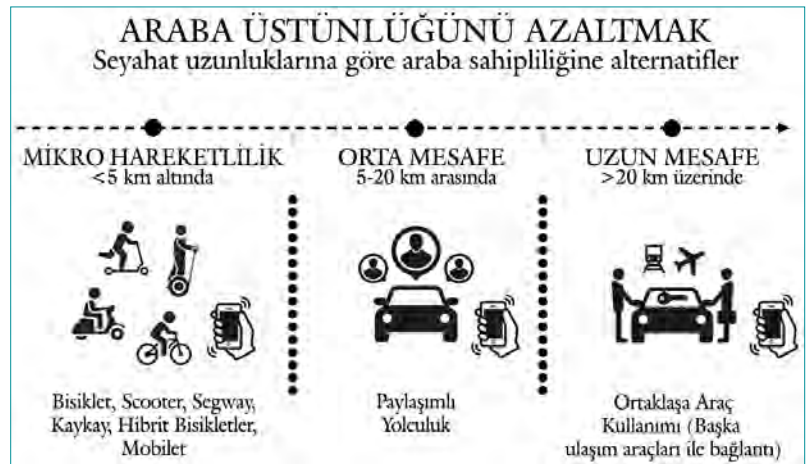 ARABA ÜSTÜNLÜĞÜNÜ AZALTMAK
Seyahat uzunluklarına göre araba sahipliliğine alternatifler
MİKRO HAREKETLİLİK
<5 km altında
ORTA MESAFE
5-20 km arasında
UZUN MESAFE
>20 km üzerinde
Bisiklet, Scooter, Segway,
Kaykay, Hibrit Bisikletler,
Mobilet
Paylaşımlı
Yolculuk
Ortaklaşa Araç
Kullanımı (Başka
ulaşım araçları ile bağlantı)